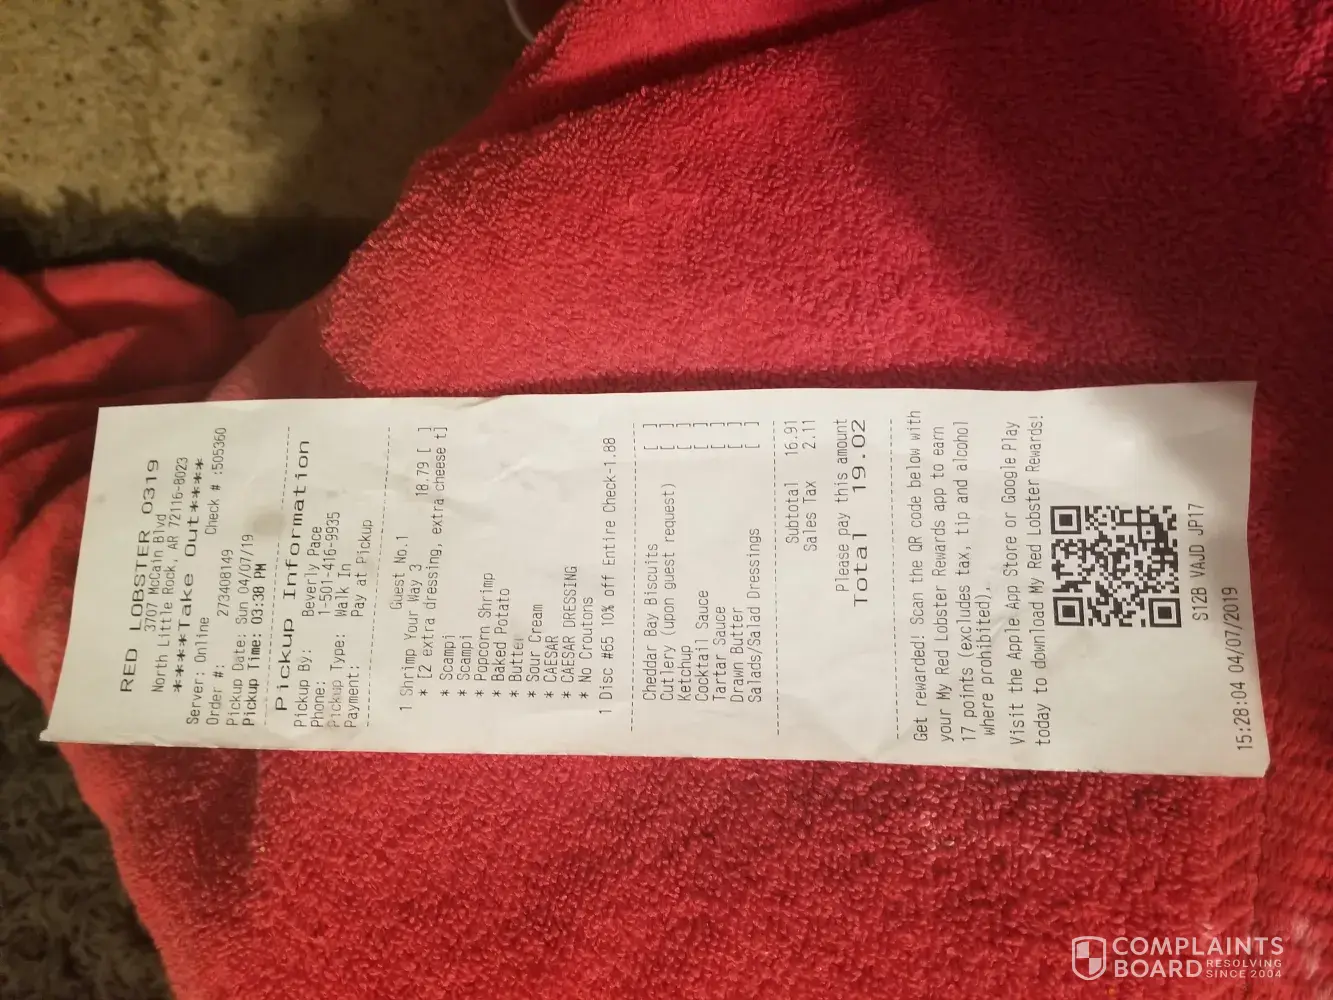 RED LOBSTER 0319
3707 McCain Blvd
North Little Rock, AR 72116-8023
****Take Out****
Server: Online Check # :505360
Order #: 273408149
Pickup Date: Sun 04/07/19
Pickup Time: 03:38 PM
Pickup Information
Pickup By: Beverly Pace
Phone: 1-501-416-9935
Pickup Type: Walk In
Payment: Pay at Pickup
Guest No.1
1 Shrimp Your Way 3 18.79 [ ]
* [2 extra dressing, extra cheese t]
* Scampi
* Scampi
* Popcorn Shrimp
* Baked Potato
* Butter
* Sour Cream
* CAESAR
* CAESAR DRESSING
* No Croutons
1 Disc #65 10% off Entire Check-1.88
Cheddar Bay Biscuits [ ]
Cutlery (upon guest request) [ ]
Ketchup [ ]
Cocktail Sauce [ ]
Tartar Sauce [ ]
Drawn Butter [ ]
Salads/Salad Dressings [ ]
Subtotal 16.91
Sales Tax 2.11
Please pay this amount
Total 19.02
Get rewarded! Scan the QR code below with
your My Red Lobster Rewards app to earn
17 points (excludes tax, tip and alcohol
where prohibited).
Visit the Apple App Store or Google Play
today to download My Red Lobster Rewards!
S12B VAJD JP17
15:28:04 04/07/2019
COMPLAINTS
BOARD RESOLVING
SINCE 2004